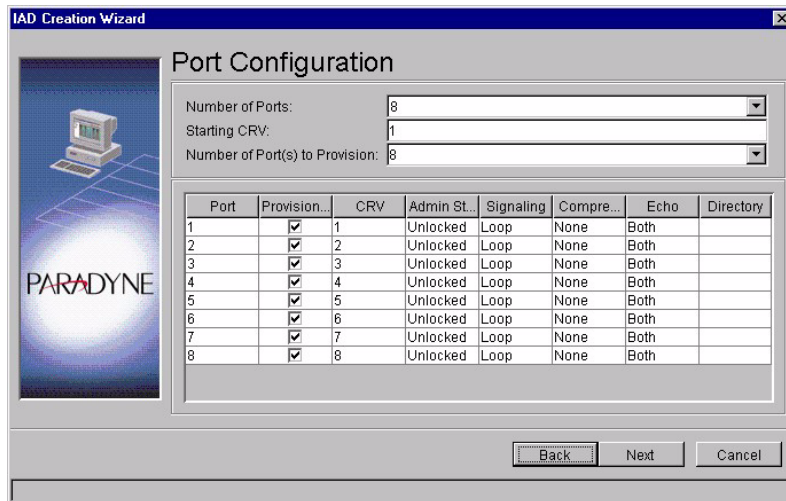 IAD Creation Wizard
Port Configuration
Number of Ports: 8
Starting CRV: 1
Number of Port(s) to Provision: 8
Port Provision... CRV Admin St... Signaling Compre... Echo Directory
1 1 Unlocked Loop None Both
2 2 Unlocked Loop None Both
3 3 Unlocked Loop None Both
4 4 Unlocked Loop None Both
5 5 Unlocked Loop None Both
6 6 Unlocked Loop None Both
7 7 Unlocked Loop None Both
8 8 Unlocked Loop None Both
PARADYNE
Back Next Cancel